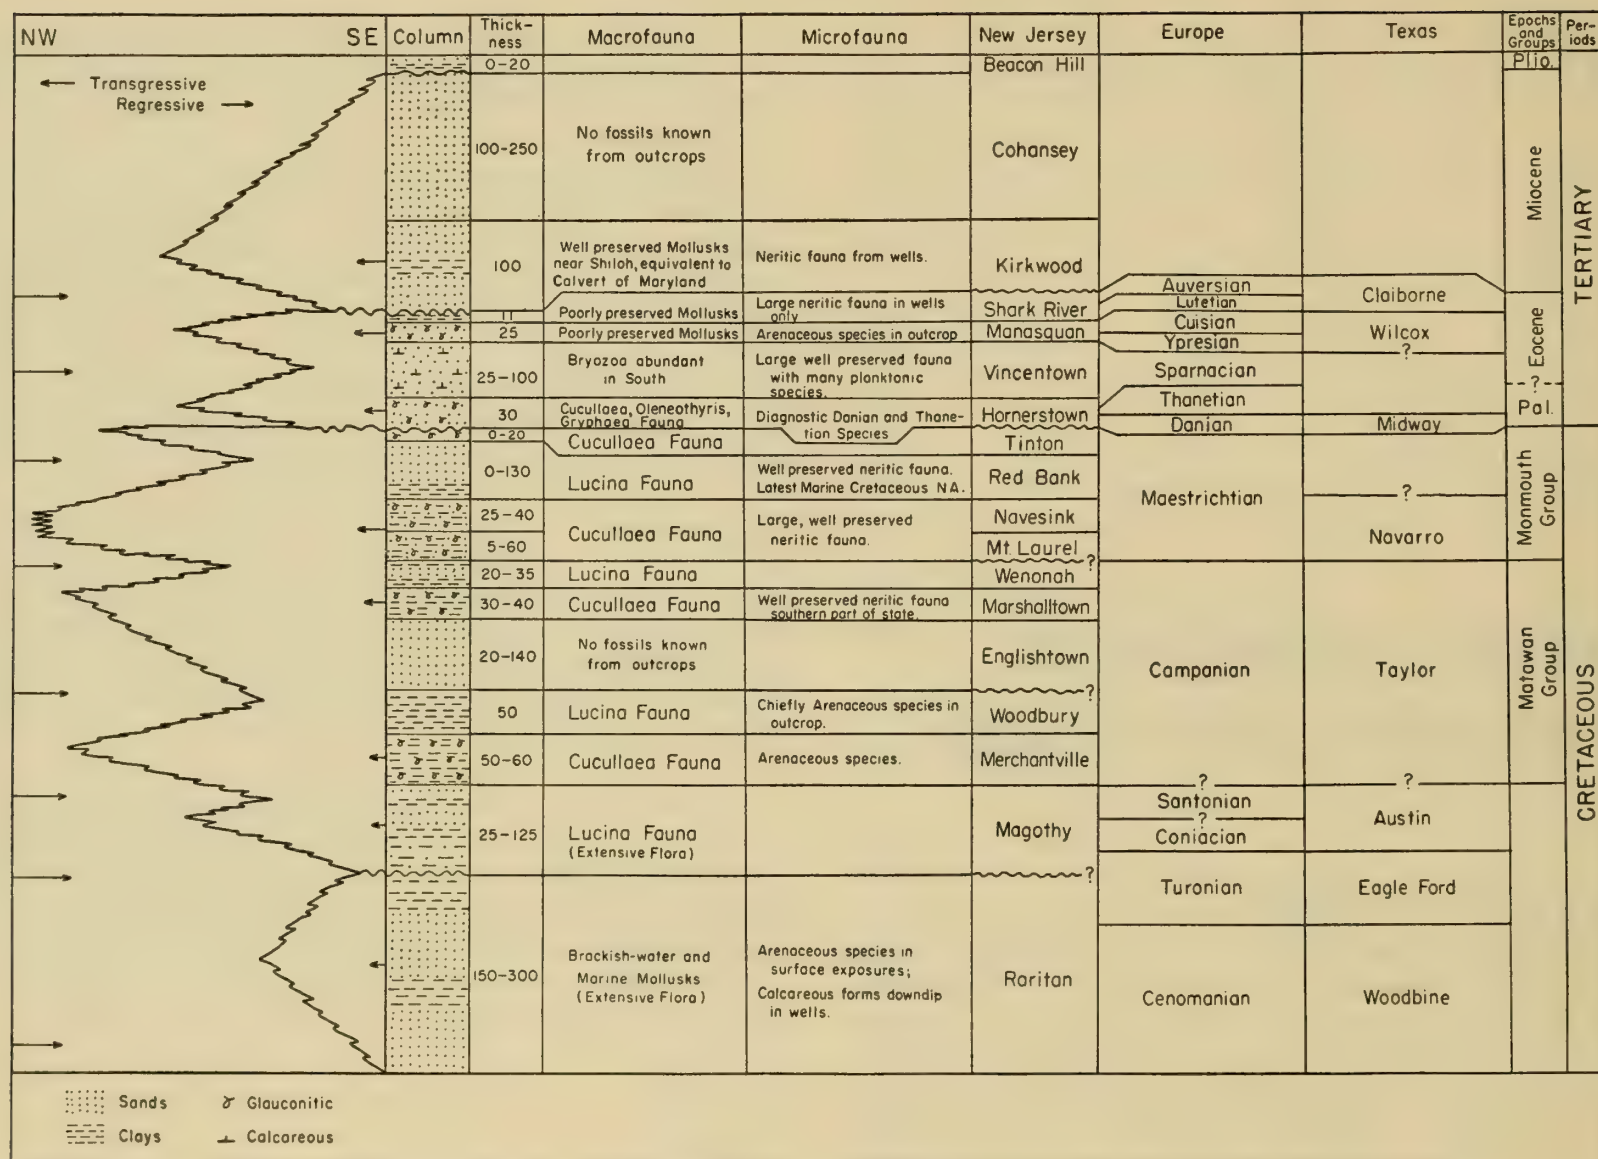 NW SE Column Thick-ness Macrofauna Microfauna New Jersey Europe Texas Epochs and Groups Per-iods
← Transgressive
Regressive →
0-20 Beacon Hill Plio.
100-250 No fossils known Cohansey Miocene
from outcrops
100 Well preserved Mollusks Neritic fauna from wells. Kirkwood
near Shiloh, equivalent to
Calvert of Maryland
TERTIARY
Auversian Claiborne
11 Poorly preserved Mollusks Large neritic fauna in wells Shark River Lutetian Eocene
only
25 Poorly preserved Mollusks Arenaceous species in outcrop Manasquan Cuisian Wilcox
Ypresian ?
25-100 Bryozoa abundant Large well preserved fauna Vincentown Sparnacian
in South with many planktonic
species. ?
30 Cucullaea, Oleneothyris, Diagnostic Danian and Thane- Hornerstown Thanetian Pal.
Gryphaea Fauna tion Species Danian Midway
0-20 Cucullaea Fauna Tinton
0-130 Lucina Fauna Well preserved neritic fauna. Red Bank Maestrichtian ? Monmouth Group
Latest Marine Cretaceous N.A.
25-40 Cucullaea Fauna Large, well preserved Navesink Navarro
5-60 neritic fauna. Mt. Laurel
?
20-35 Lucina Fauna Wenonah
30-40 Cucullaea Fauna Well preserved neritic fauna Marshalltown
southern part of state.
20-140 No fossils known Englishtown Campanian Taylor Matawan Group
from outcrops
?
50 Lucina Fauna Chiefly Arenaceous species in Woodbury CRETACEOUS
outcrop.
50-60 Cucullaea Fauna Arenaceous species. Merchantville
? ?
25-125 Lucina Fauna Magothy Santonian Austin
(Extensive Flora) ?
Coniacian
?
Turonian Eagle Ford
150-300 Brackish-water and Arenaceous species in Raritan Cenomanian Woodbine
Marine Mollusks surface exposures;
(Extensive Flora) Calcareous forms downdip
in wells.
Sands Glauconitic
Clays Calcareous